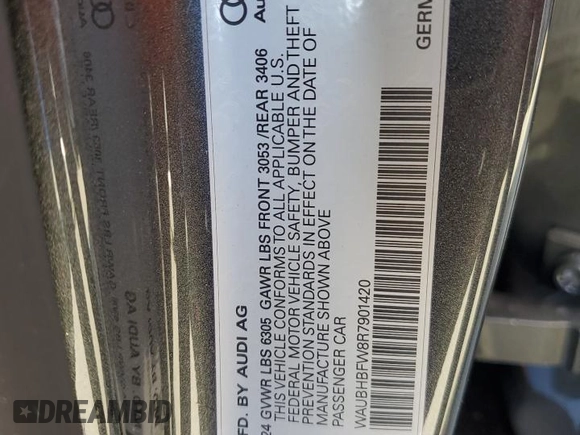 Au
GERM
FD. BY AUDI AG
24 GVWR LBS 6305 GAWR LBS FRONT 3053 /REAR 3406
THIS VEHICLE CONFORMS TO ALL APPLICABLE U.S.
FEDERAL MOTOR VEHICLE SAFETY, BUMPER AND THEFT
PREVENTION STANDARDS IN EFFECT ON THE DATE OF
MANUFACTURE SHOWN ABOVE
PASSENGER CAR
WAUBHBFW8R7901420
DREAMBID